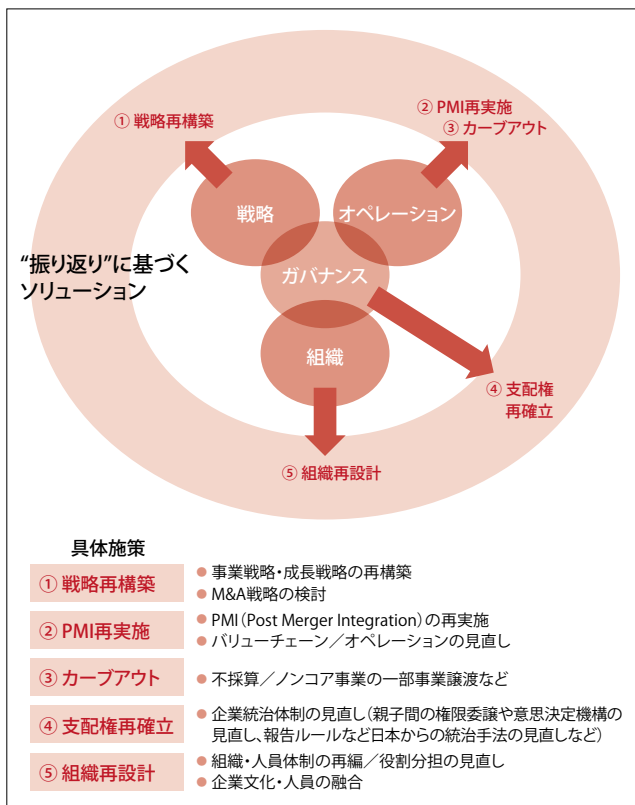 ② PMI再実施
③ カーブアウト
① 戦略再構築
戦略
オペレーション
“振り返り”に基づく
ソリューション
ガバナンス
組織
④ 支配権
再確立
⑤ 組織再設計
具体施策
① 戦略再構築
● 事業戦略・成長戦略の再構築
● M&A戦略の検討
② PMI再実施
● PMI(Post Merger Integration)の再実施
● バリューチェーン/オペレーションの見直し
③ カーブアウト
● 不採算/ノンコア事業の一部事業譲渡など
④ 支配権再確立
● 企業統治体制の見直し(親子間の権限委譲や意思決定機構の
見直し、報告ルールなど日本からの統治手法の見直しなど)
⑤ 組織再設計
● 組織・人員体制の再編/役割分担の見直し
● 企業文化・人員の融合